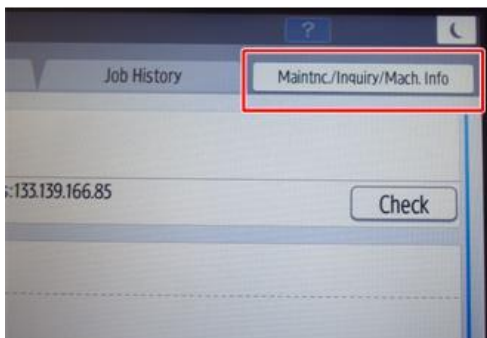 ?
Job History
Maintnc./Inquiry/Mach. Info
s:133.139.166.85
Check